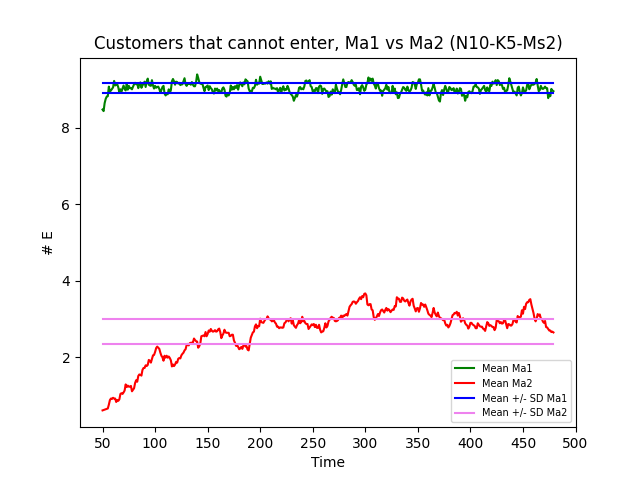 Customers that cannot enter, Ma1 vs Ma2 (N10-K5-Ms2)
# E
8
6
4
2
Mean Ma1
Mean Ma2
Mean +/- SD Ma1
Mean +/- SD Ma2
50 100 150 200 250 300 350 400 450 500
Time